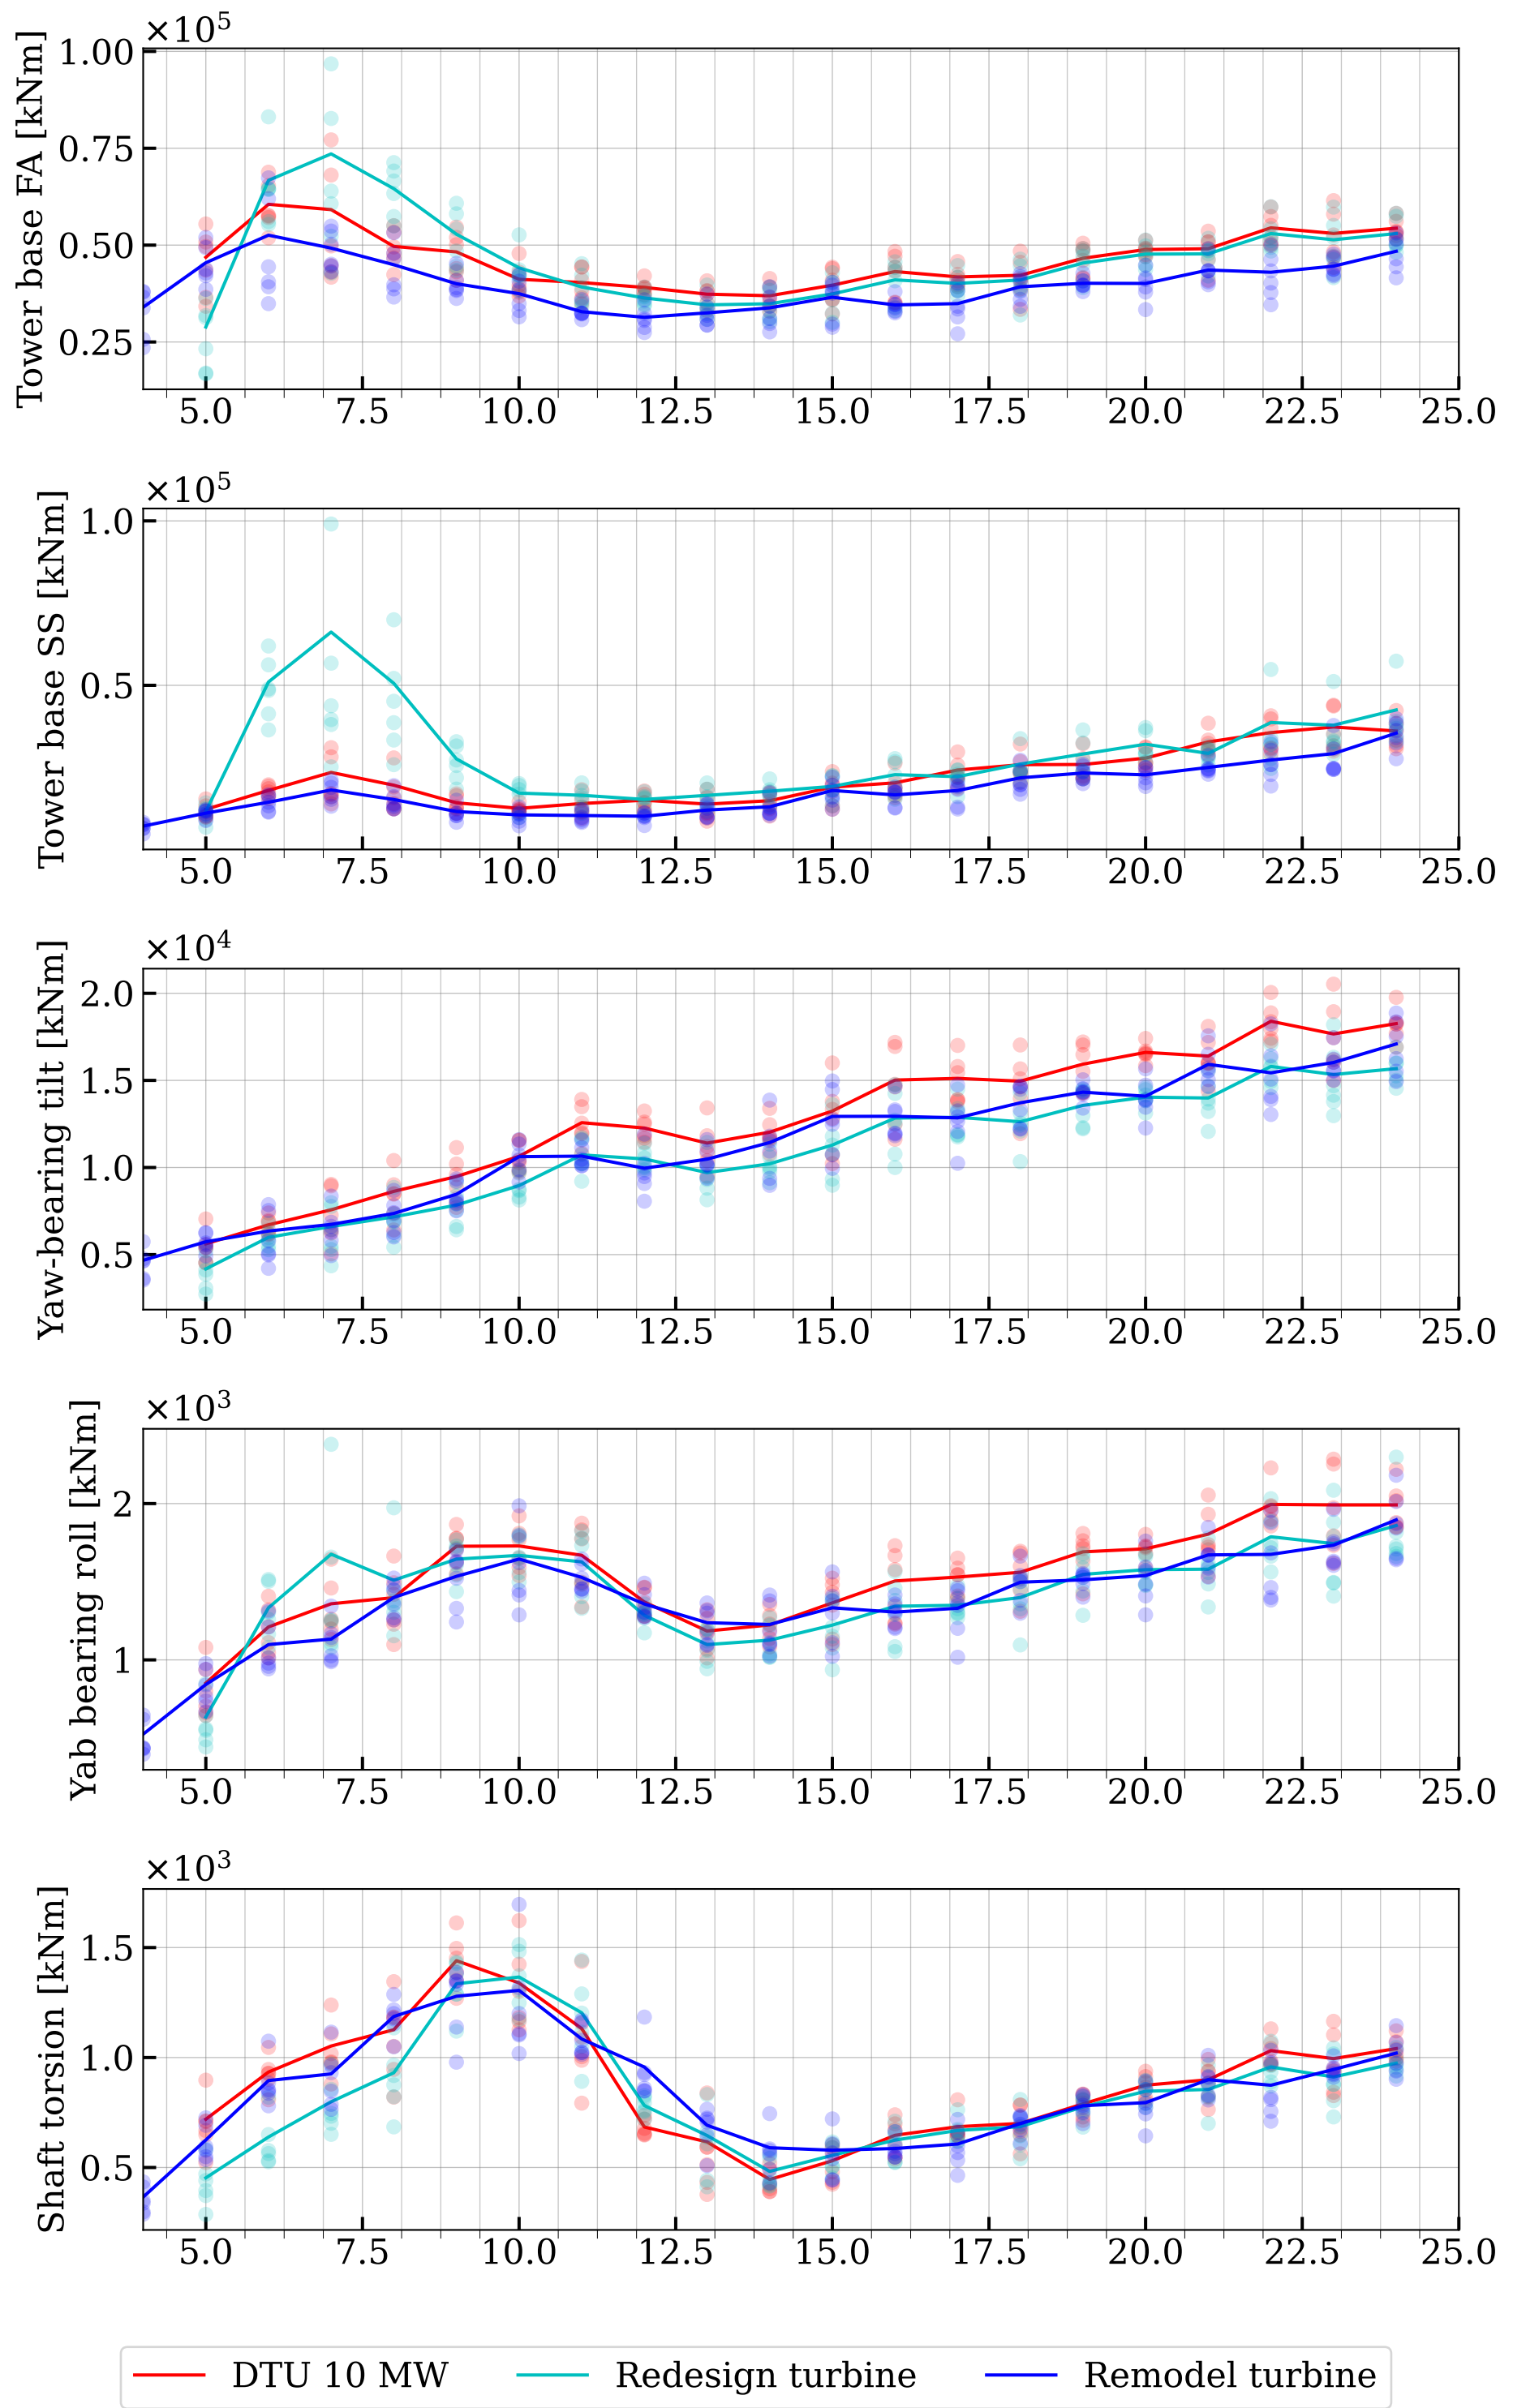 ×10⁵
Tower base FA [kNm]
1.00
0.75
0.50
0.25
5.0 7.5 10.0 12.5 15.0 17.5 20.0 22.5 25.0
×10⁵
Tower base SS [kNm]
1.0
0.5
5.0 7.5 10.0 12.5 15.0 17.5 20.0 22.5 25.0
×10⁴
Yaw-bearing tilt [kNm]
2.0
1.5
1.0
0.5
5.0 7.5 10.0 12.5 15.0 17.5 20.0 22.5 25.0
×10³
Yab bearing roll [kNm]
2
1
5.0 7.5 10.0 12.5 15.0 17.5 20.0 22.5 25.0
×10³
Shaft torsion [kNm]
1.5
1.0
0.5
5.0 7.5 10.0 12.5 15.0 17.5 20.0 22.5 25.0
DTU 10 MW Redesign turbine Remodel turbine